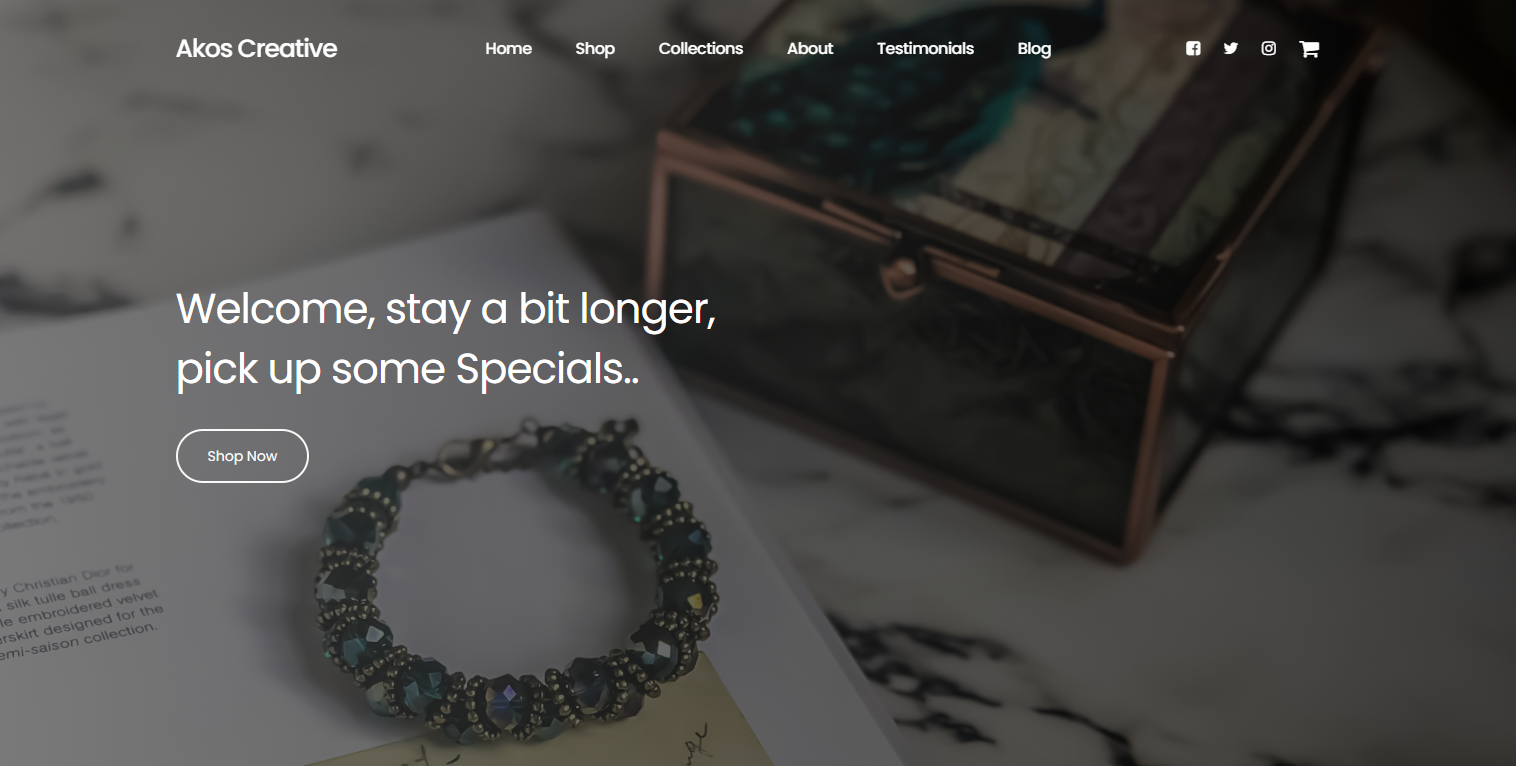 Akos Creative
Home Shop Collections About Testimonials Blog
Welcome, stay a bit longer,
pick up some Specials..
Shop Now
collection.
y Christian Dior for
silk tulle ball dress
le embroidered velvet
erskirt designed for the
emi-saison collection.